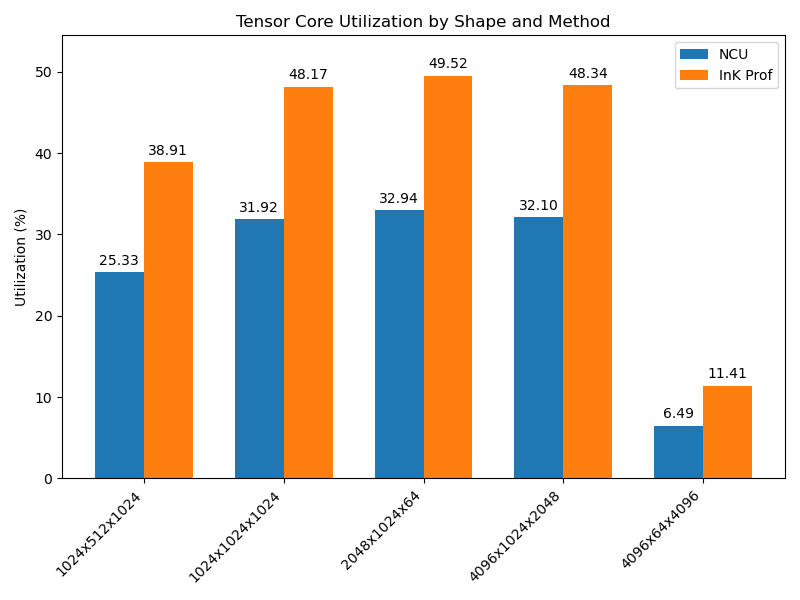 Tensor Core Utilization by Shape and Method
NCU
InK Prof
Utilization (%)
50
40
30
20
10
0
25.33
38.91
31.92
48.17
32.94
49.52
32.10
48.34
6.49
11.41
1024x512x1024
1024x1024x1024
2048x1024x64
4096x1024x2048
4096x64x4096